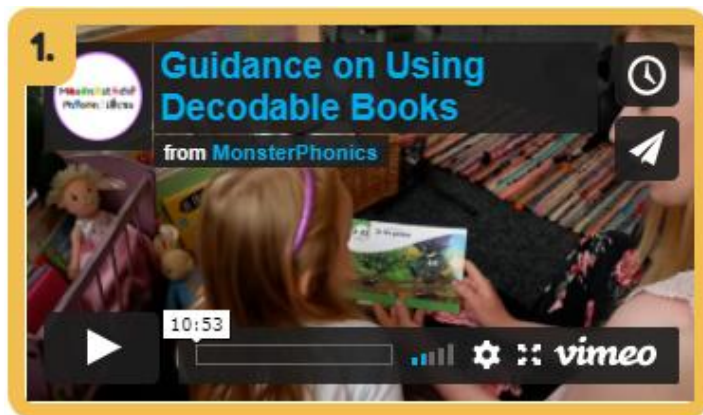 1.
Guidance on Using
Decodable Books
from MonsterPhonics
10:53
vimeo